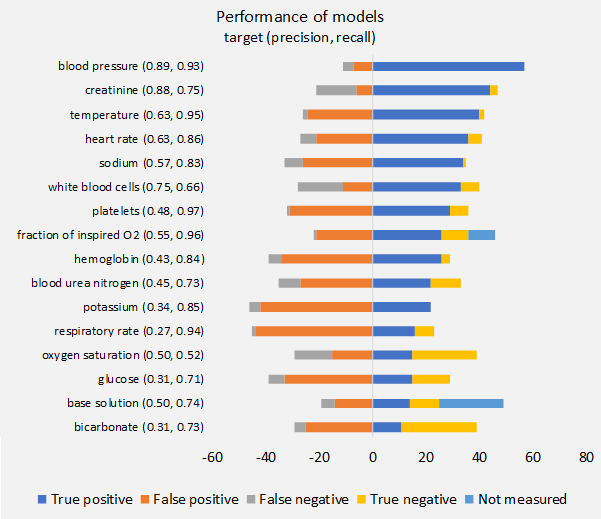 Performance of models
target (precision, recall)
blood pressure (0.89, 0.93)
creatinine (0.88, 0.75)
temperature (0.63, 0.95)
heart rate (0.63, 0.86)
sodium (0.57, 0.83)
white blood cells (0.75, 0.66)
platelets (0.48, 0.97)
fraction of inspired O2 (0.55, 0.96)
hemoglobin (0.43, 0.84)
blood urea nitrogen (0.45, 0.73)
potassium (0.34, 0.85)
respiratory rate (0.27, 0.94)
oxygen saturation (0.50, 0.52)
glucose (0.31, 0.71)
base solution (0.50, 0.74)
bicarbonate (0.31, 0.73)
-60 -40 -20 0 20 40 60 80
True positive False positive False negative True negative Not measured